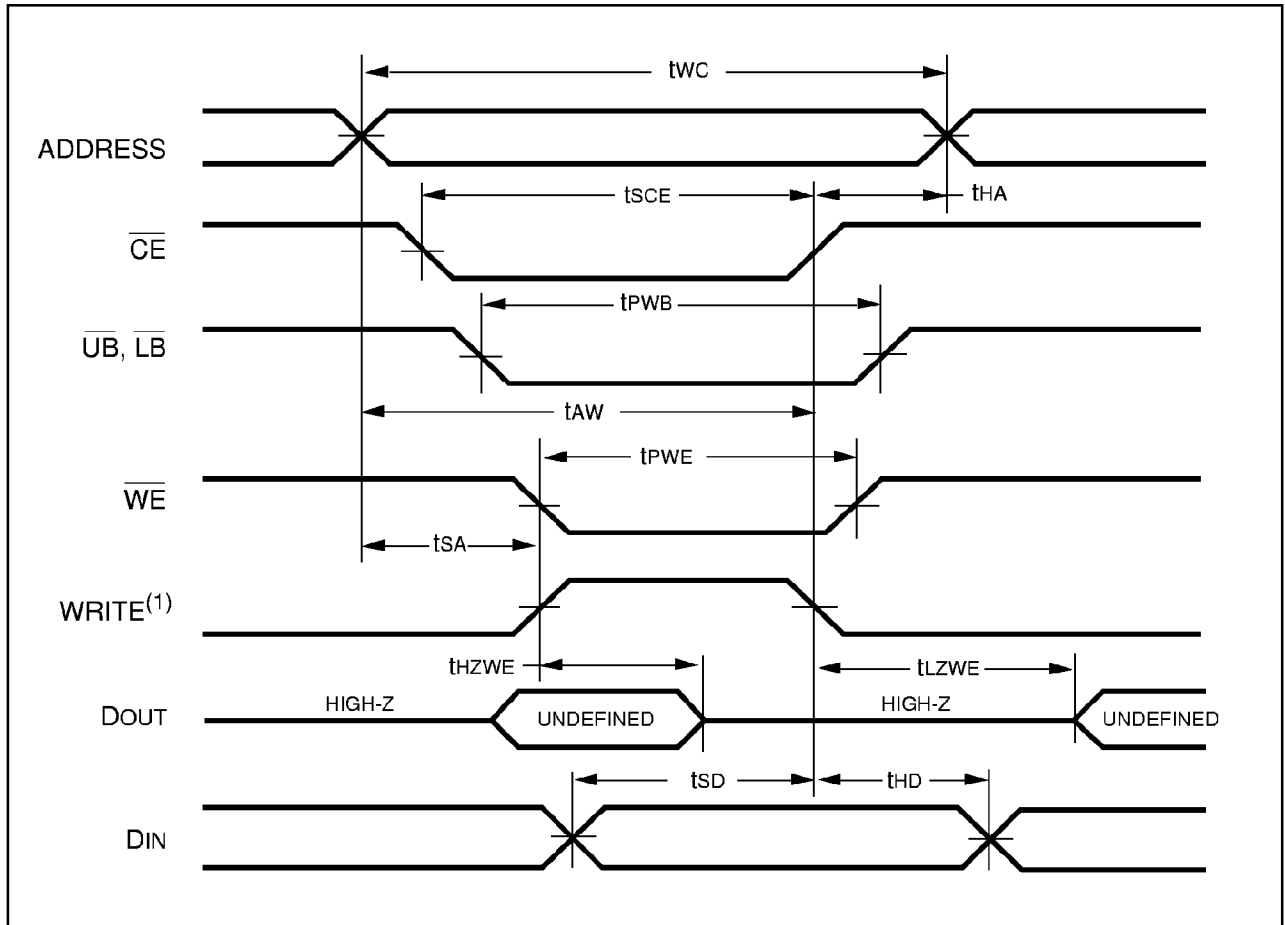 tWC
ADDRESS
tSCE
tHA
CE
tPWB
UB, LB
tAW
tPWE
WE
tSA
WRITE(1)
tHZWE
tLZWE
DOUT
HIGH-Z
UNDEFINED
HIGH-Z
UNDEFINED
tSD
tHD
DIN